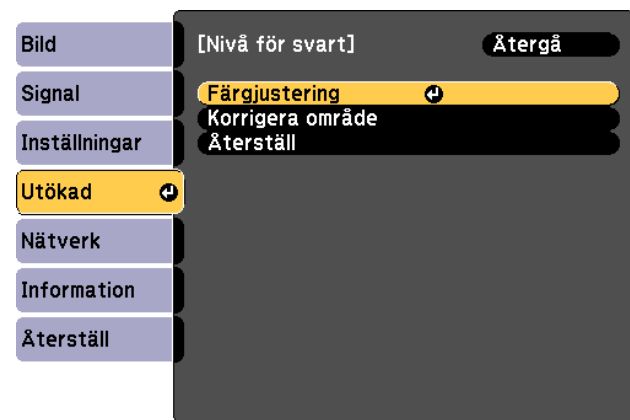 Bild
Signal
Inställningar
Utökad
Nätverk
Information
Återställ
[Nivå för svart] Återgå
Färgjustering
Korrigera område
Återställ